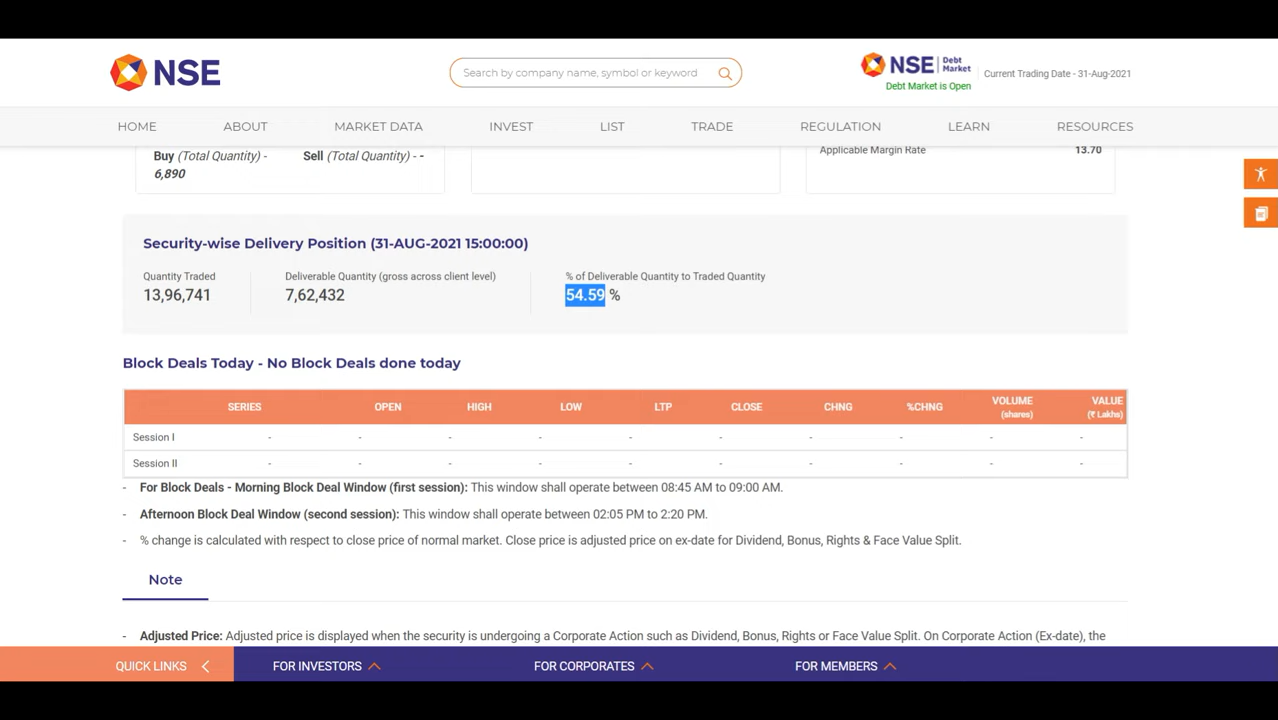 NSE
Search by company name, symbol or keyword
NSE | Debt Market
Debt Market is Open
Current Trading Date - 31-Aug-2021
HOME ABOUT MARKET DATA INVEST LIST TRADE REGULATION LEARN RESOURCES
Buy (Total Quantity) - 6,890
Sell (Total Quantity) - -
Applicable Margin Rate 13.70
Security-wise Delivery Position (31-AUG-2021 15:00:00)
Quantity Traded Deliverable Quantity (gross across client level) % of Deliverable Quantity to Traded Quantity
13,96,741 7,62,432 54.59 %
Block Deals Today - No Block Deals done today
SERIES OPEN HIGH LOW LTP CLOSE CHNG %CHNG VOLUME (shares) VALUE (₹ Lakhs)
Session I - - - - - - - - - -
Session II - - - - - - - - - -
- For Block Deals - Morning Block Deal Window (first session): This window shall operate between 08:45 AM to 09:00 AM.
- Afternoon Block Deal Window (second session): This window shall operate between 02:05 PM to 2:20 PM.
- % change is calculated with respect to close price of normal market. Close price is adjusted price on ex-date for Dividend, Bonus, Rights & Face Value Split.
Note
- Adjusted Price: Adjusted price is displayed when the security is undergoing a Corporate Action such as Dividend, Bonus, Rights or Face Value Split. On Corporate Action (Ex-date), the
QUICK LINKS FOR INVESTORS FOR CORPORATES FOR MEMBERS